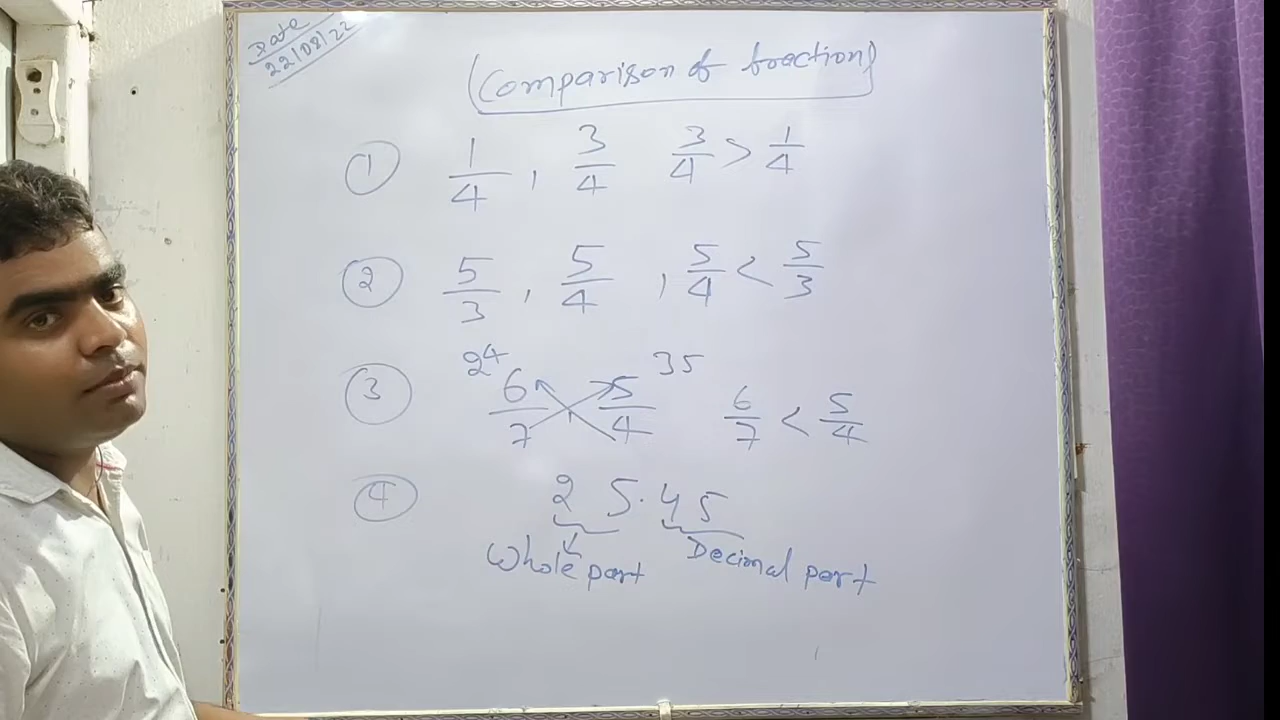 Date
22/08/22
Comparison of fraction
① 1/4 , 3/4 3/4 > 1/4
② 5/3 , 5/4 , 5/4 < 5/3
24 35
③ 6/7 5/4 6/7 < 5/4
④ 25.45
Whole part Decimal part